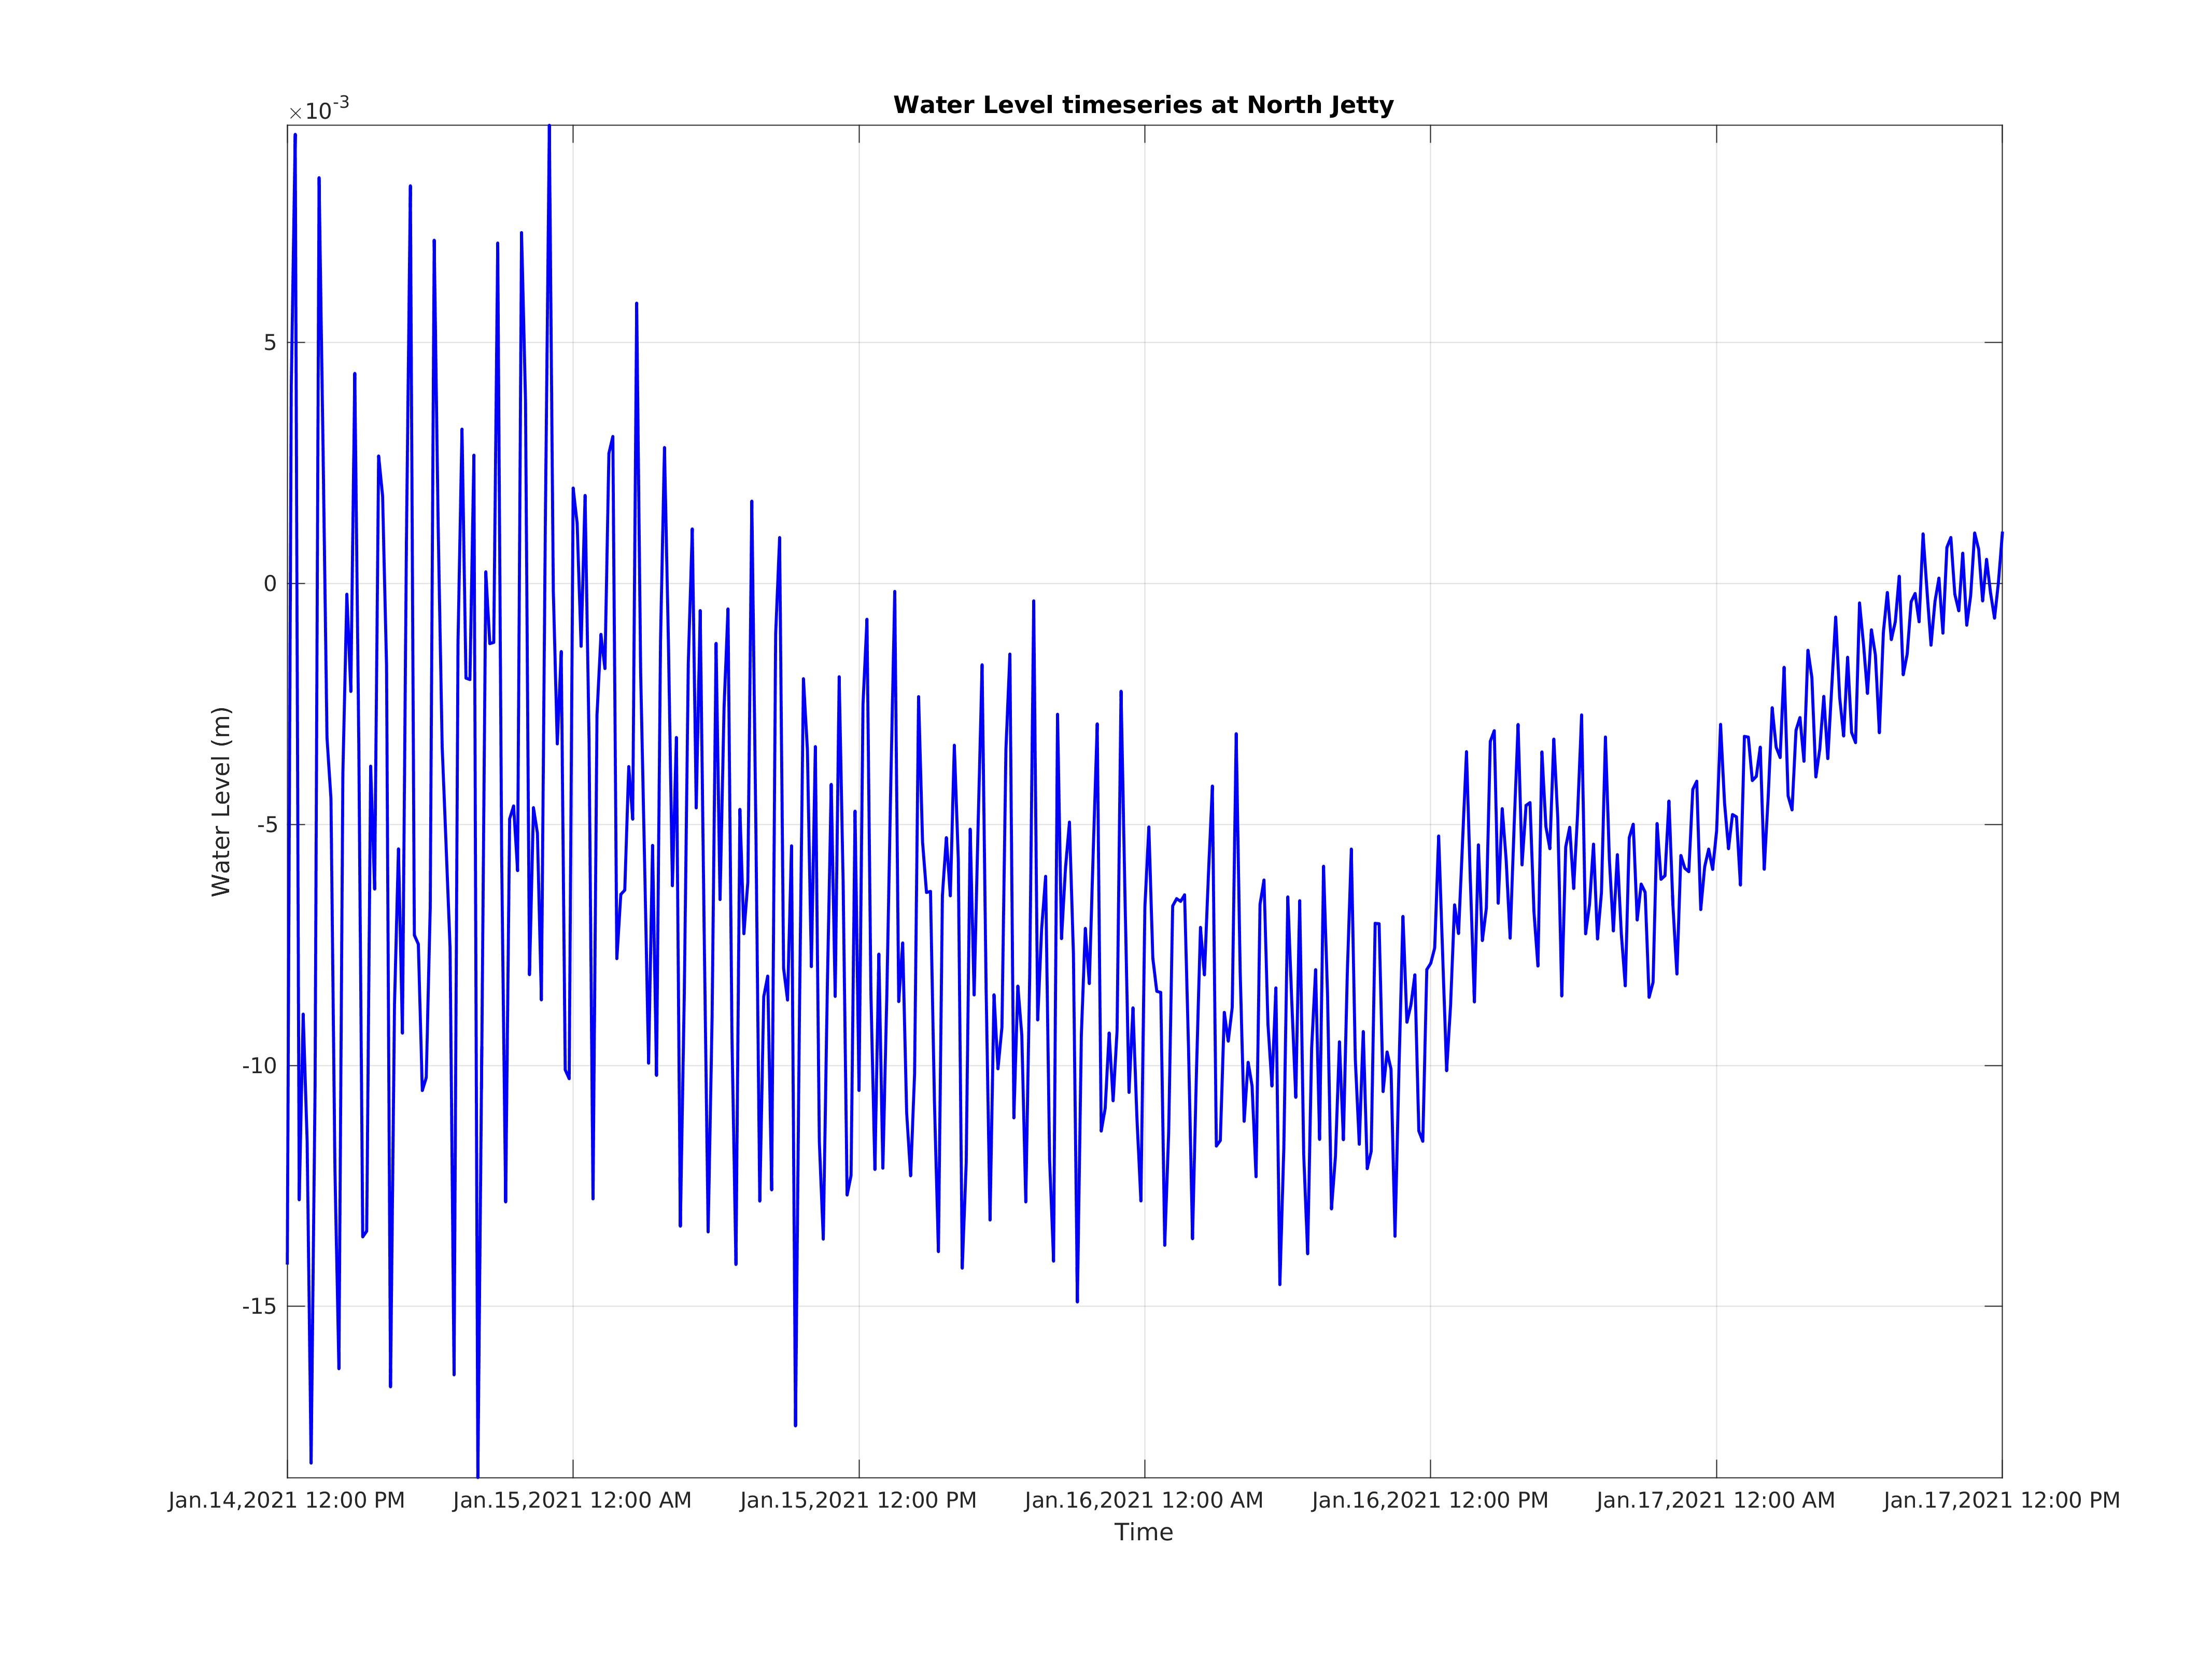 Water Level timeseries at North Jetty
×10-3
5
0
-5
-10
-15
Water Level (m)
Jan.14,2021 12:00 PM Jan.15,2021 12:00 AM Jan.15,2021 12:00 PM Jan.16,2021 12:00 AM Jan.16,2021 12:00 PM Jan.17,2021 12:00 AM Jan.17,2021 12:00 PM
Time